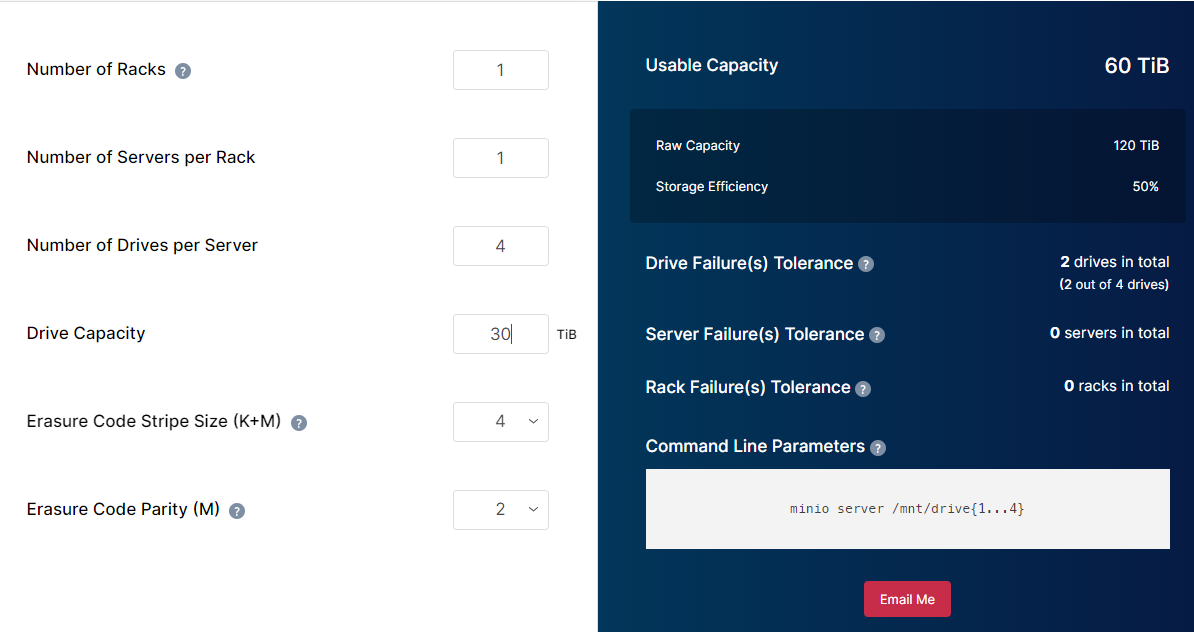 Number of Racks ?
1
Number of Servers per Rack
1
Number of Drives per Server
4
Drive Capacity
30 TiB
Erasure Code Stripe Size (K+M) ?
4
Erasure Code Parity (M) ?
2
Usable Capacity
60 TiB
Raw Capacity
120 TiB
Storage Efficiency
50%
Drive Failure(s) Tolerance ?
2 drives in total
(2 out of 4 drives)
Server Failure(s) Tolerance ?
0 servers in total
Rack Failure(s) Tolerance ?
0 racks in total
Command Line Parameters ?
minio server /mnt/drive{1...4}
Email Me